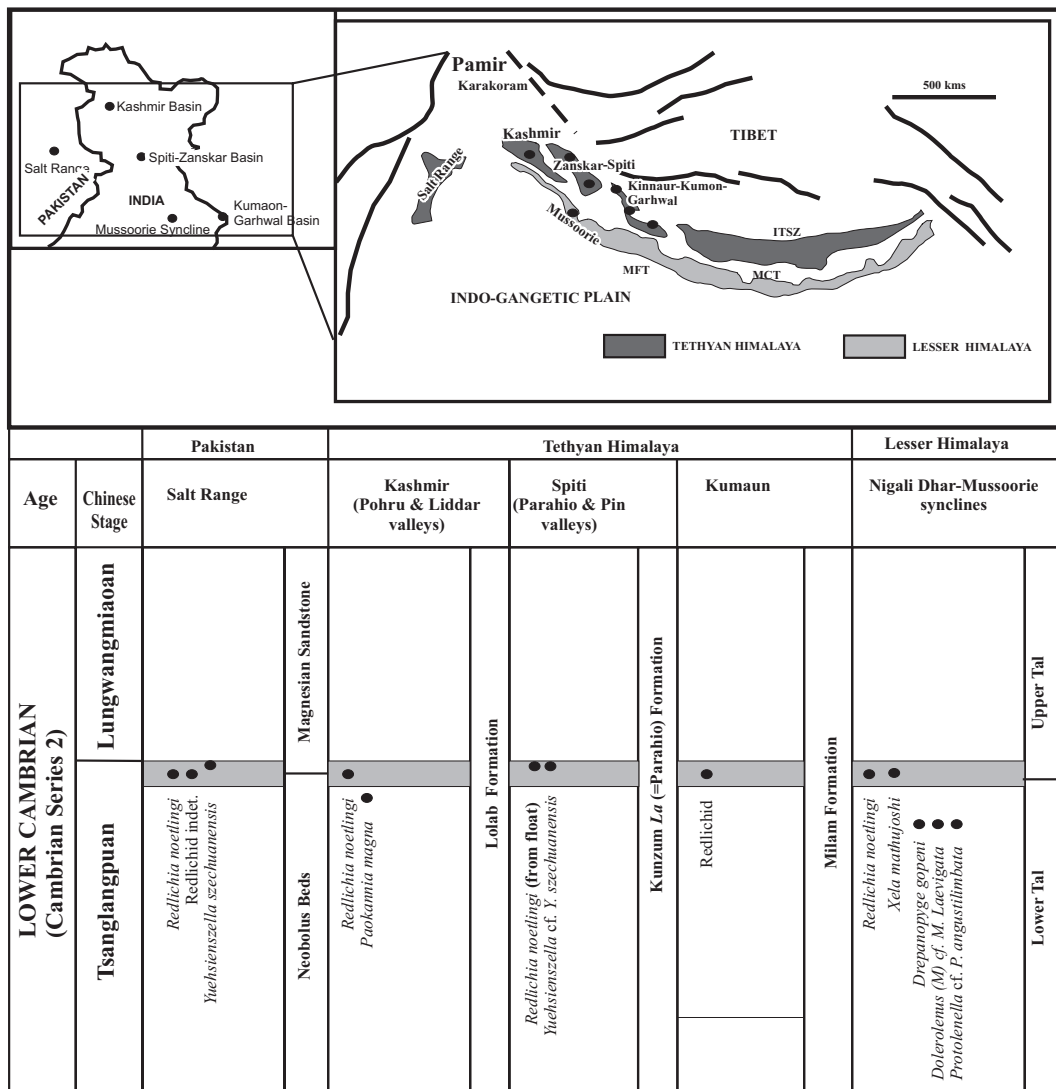 Kashmir Basin
Salt Range
Spiti-Zanskar Basin
PAKISTAN
INDIA
Kumaon-
Garhwal Basin
Mussoorie Syncline
Pamir
Karakoram
500 kms
Kashmir
TIBET
Salt Range
Zanskar-Spiti
Kinnaur-Kumon-
Garhwal
Mussoorie
ITSZ
MFT
MCT
INDO-GANGETIC PLAIN
TETHYAN HIMALAYA
LESSER HIMALAYA
Pakistan
Tethyan Himalaya
Lesser Himalaya
Age
Chinese
Stage
Salt Range
Kashmir
(Pohru & Liddar
valleys)
Spiti
(Parahio & Pin
valleys)
Kumaun
Nigali Dhar-Mussoorie
synclines
LOWER CAMBRIAN
(Cambrian Series 2)
Lungwangmiaoan
Tsanglangpuan
Redlichia noetlingi
Redlichid indet.
Yuehsienszella szechuanensis
Magnesian Sandstone
Neobolus Beds
Redlichia noetlingi
Paokannia magna
Lolab Formation
Redlichia noetlingi (from float)
Yuehsienszella cf. Y. szechuanensis
Kunzum La (=Parahio) Formation
Redlichid
Milam Formation
Redlichia noetlingi
Xela mathujoshi
Drepanopyge gopeni
Dolerolenus (M) cf. M. Laevigata
Protolenella cf. P. angustilimbata
Upper Tal
Lower Tal